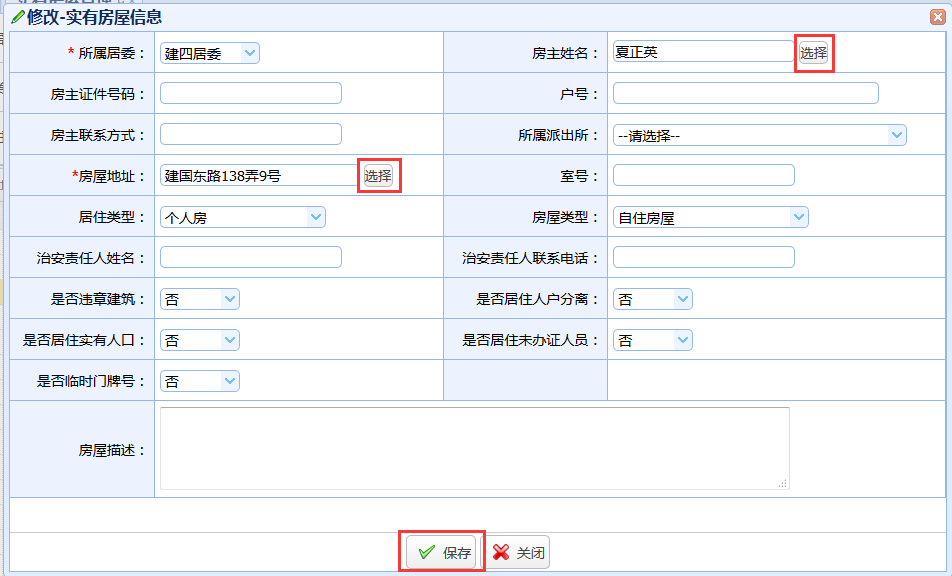 修改-实有房屋信息
* 所属居委： 建四居委 房主姓名： 夏正英 选择
房主证件号码： 户号：
房主联系方式： 所属派出所： --请选择--
*房屋地址： 建国东路138弄9号 选择 室号：
居住类型： 个人房 房屋类型： 自住房屋
治安责任人姓名： 治安责任人联系电话：
是否违章建筑： 否 是否居住人户分离： 否
是否居住实有人口： 否 是否居住未办证人员： 否
是否临时门牌号： 否
房屋描述：
保存 关闭